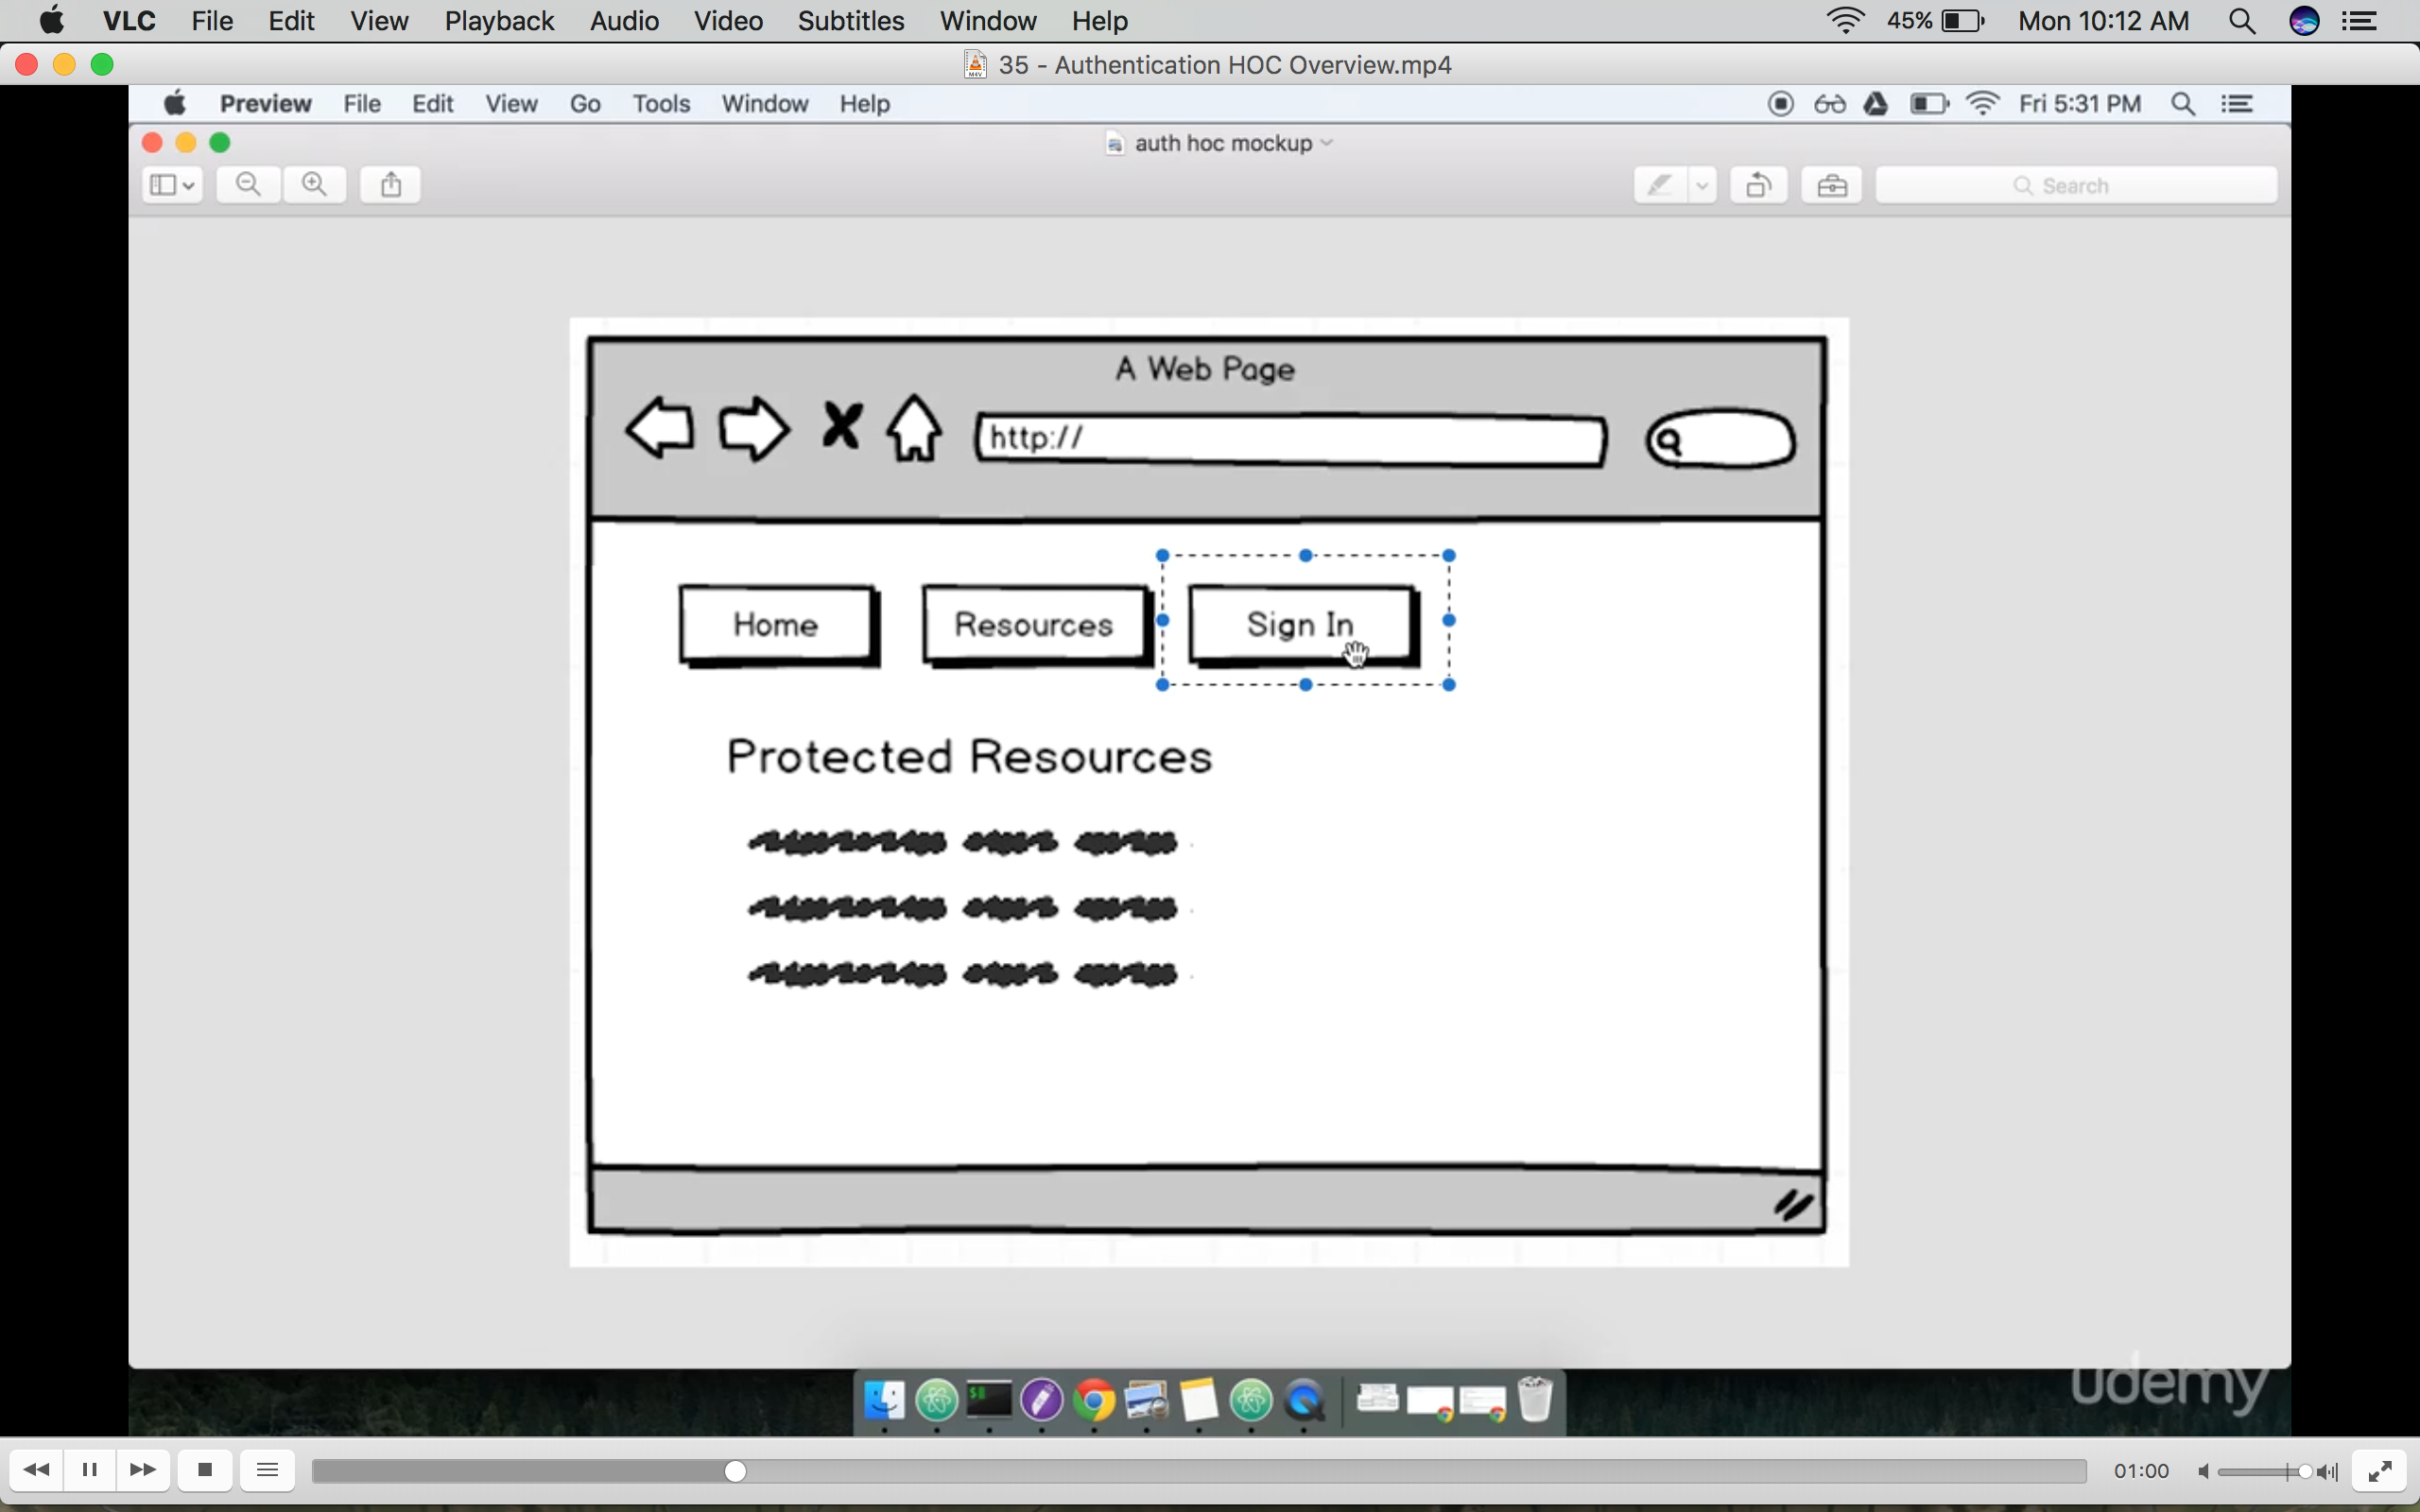 VLC File Edit View Playback Audio Video Subtitles Window Help 45% Mon 10:12 AM
35 - Authentication HOC Overview.mp4
Preview File Edit View Go Tools Window Help Fri 5:31 PM
auth hoc mockup
Search
A Web Page
http://
Home Resources Sign In
Protected Resources
udemy
01:00